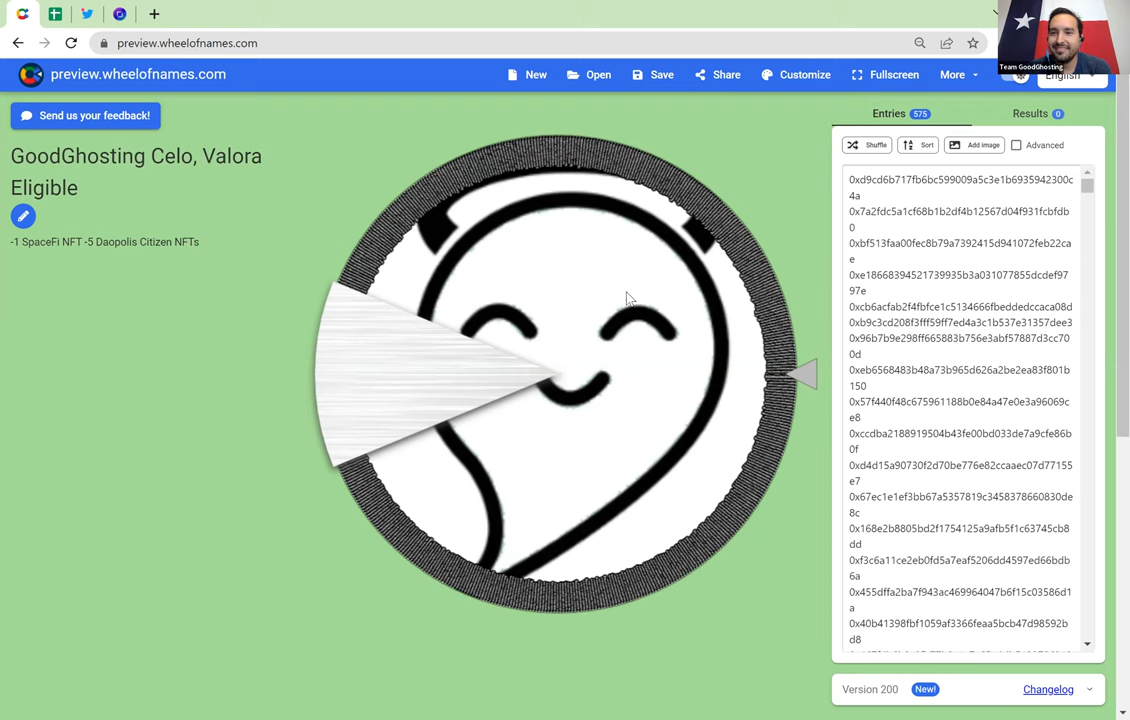 preview.wheelofnames.com
preview.wheelofnames.com
New
Open
Save
Share
Customize
Fullscreen
More
English
Team GoodGhosting
Send us your feedback!
GoodGhosting Celo, Valora
Eligible
-1 SpaceFi NFT -5 Daopolis Citizen NFTs
Entries 575
Results 0
Shuffle
Sort
Add image
Advanced
0xd9cd6b717fb6bc599009a5c3e1b6935942300c
4a
0x7a2fdc5a1cf68b1b2df4b12567d04f931fcbfdb
0
0xbf513faa00fec8b79a7392415d941072feb22ca
e
0xe18668394521739935b3a031077855dcdef97
97e
0xcb6acfab2f4fbfce1c5134666fbeddedccaca08d
0xb9c3cd208f3fff59ff7ed4a3c1b537e31357dee3
0x96b7b9e298ff665883b756e3abf57887d3cc70
0d
0xeb6568483b48a73b965d626a2be2ea83f801b
150
0x57f440f48c675961188b0e84a47e0e3a96069c
e8
0xccdba2188919504b43fe00bd033de7a9cfe86b
0f
0xd4d15a90730f2d70be776e82ccaaec07d77155
e7
0x67ec1e1ef3bb67a5357819c3458378660830de
8c
0x168e2b8805bd2f1754125a9afb5f1c63745cb8
dd
0xf3c6a11ce2eb0fd5a7eaf5206dd4597ed66bdb
6a
0x455dffa2ba7f943ac469964047b6f15c03586d1
a
0x40b41398fbf1059af3366feaa5bcb47d98592b
d8
Version 200
New!
Changelog